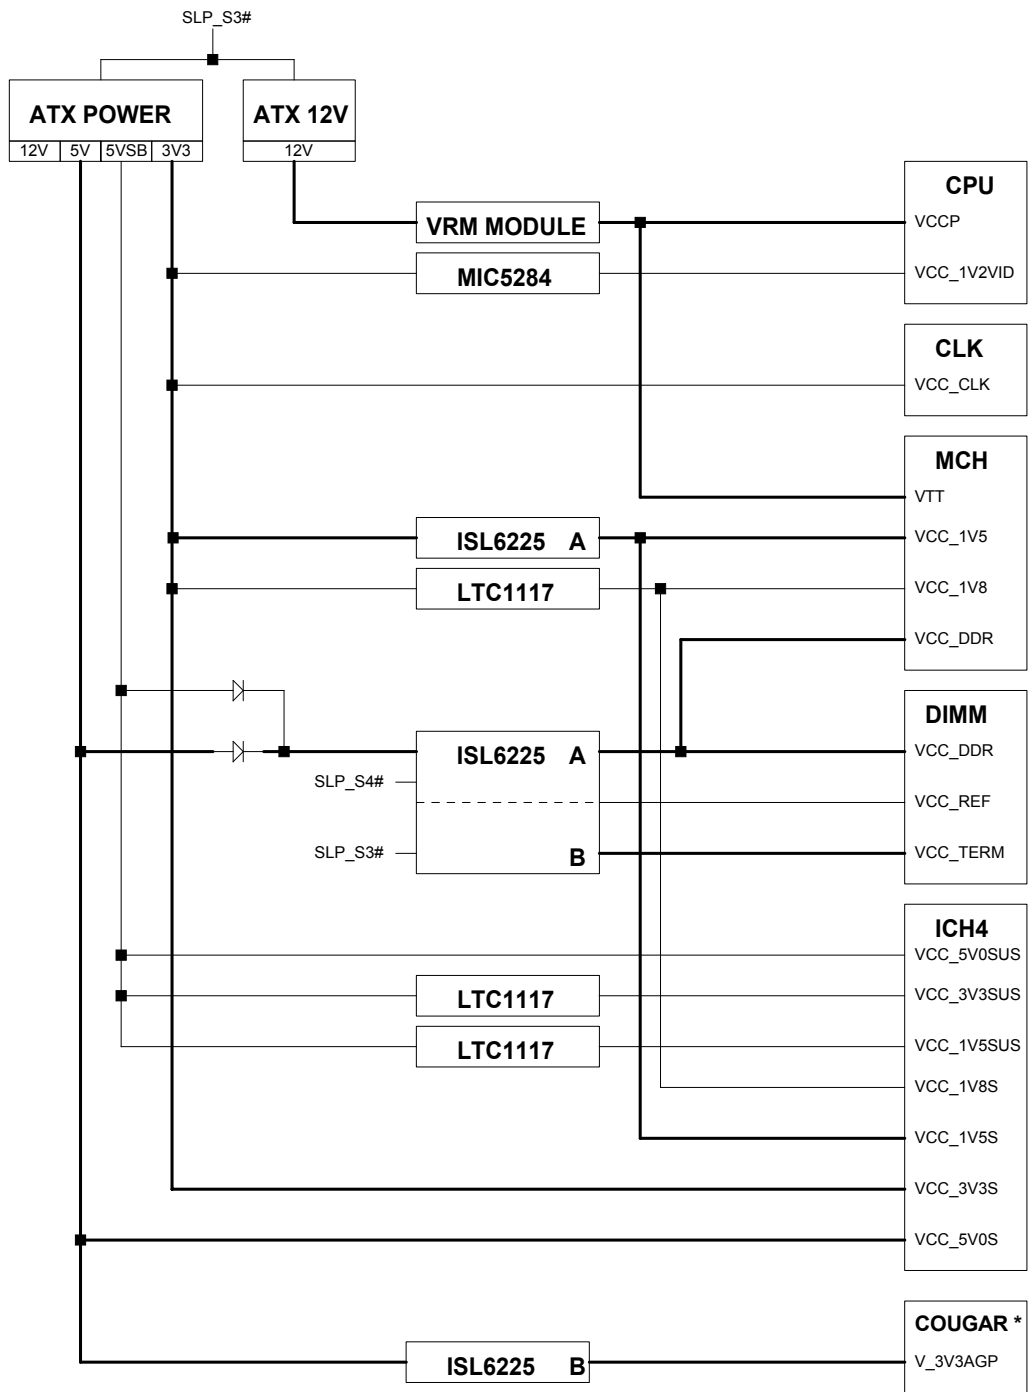 SLP_S3#
ATX POWER
ATX 12V
12V 5V 5VSB 3V3
12V
CPU
VRM MODULE
VCCP
MIC5284
VCC_1V2VID
CLK
VCC_CLK
MCH
VTT
ISL6225 A
VCC_1V5
LTC1117
VCC_1V8
VCC_DDR
DIMM
ISL6225 A
VCC_DDR
SLP_S4#
VCC_REF
SLP_S3#
B
VCC_TERM
ICH4
VCC_5V0SUS
LTC1117
VCC_3V3SUS
LTC1117
VCC_1V5SUS
VCC_1V8S
VCC_1V5S
VCC_3V3S
VCC_5V0S
COUGAR *
ISL6225 B
V_3V3AGP